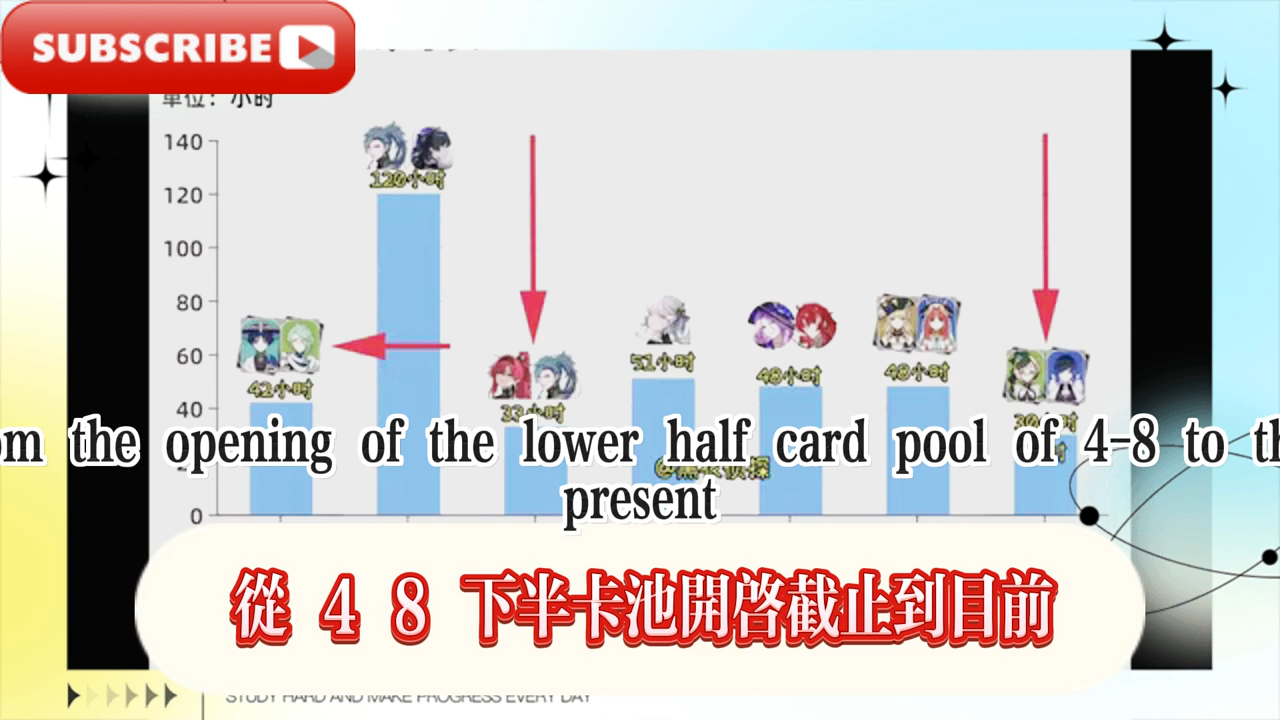 SUBSCRIBE
单位：小时
140
120小时
120
100
80
60
51小时
42小时
48小时
48小时
40
33小时
om the opening of the lower half card pool of 4-8 to th
present
0
從 4 8 下半卡池開啓截止到目前
STUDY HARD AND MAKE PROGRESS EVERY DAY